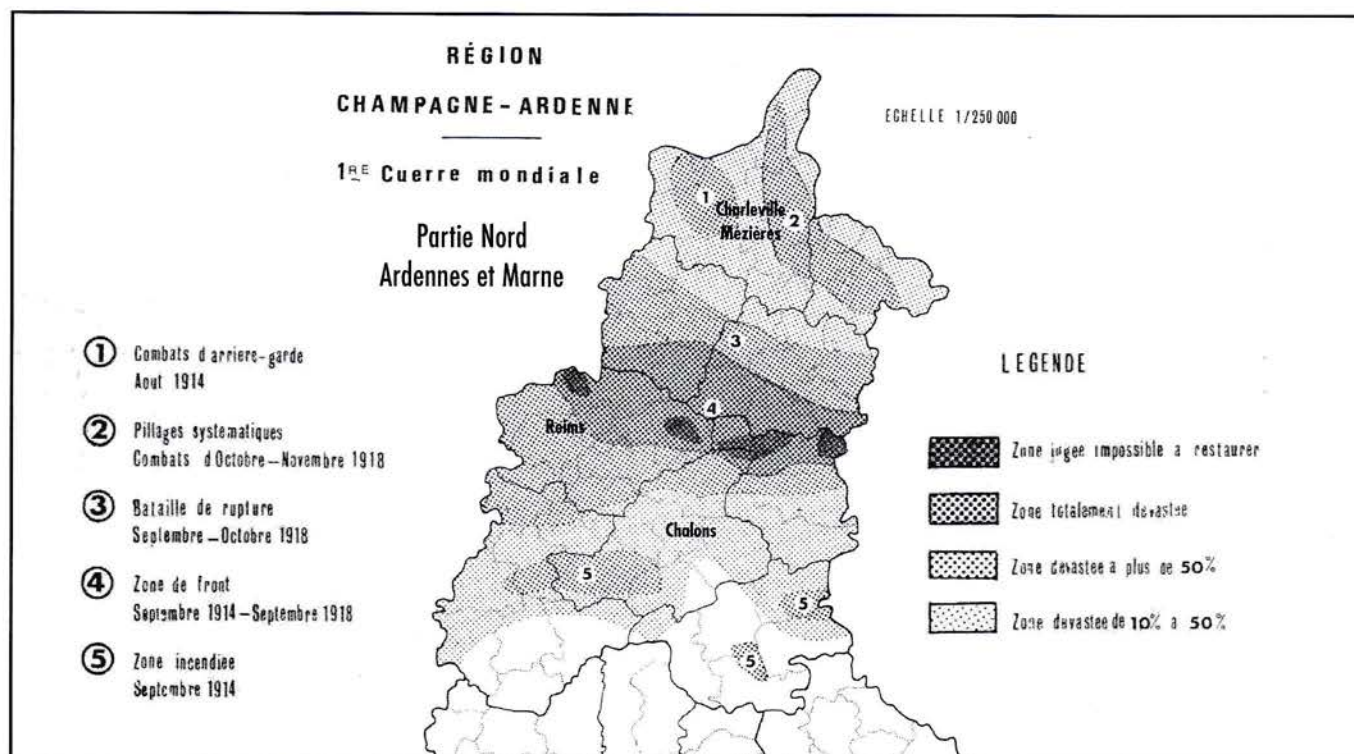 RÉGION
CHAMPAGNE-ARDENNE
1RE Cuerre mondiale
Partie Nord
Ardennes et Marne
ECHELLE 1/250 000
1
Charleville
Mézières
2
3
4
Reims
Chalons
5
5
5
1 Combats d arriere-garde
Aout 1914
2 Pillages systematiques
Combats d'Octobre-Novembre 1918
3 Bataille de rupture
Septembre-Octobre 1918
4 Zone de front
Septembre 1914-Septembre 1918
5 Zone incendiee
Septembre 1914
LEGENDE
Zone jugee impossible a restaurer
Zone totalement devastee
Zone devastee a plus de 50%
Zone devastee de 10% a 50%